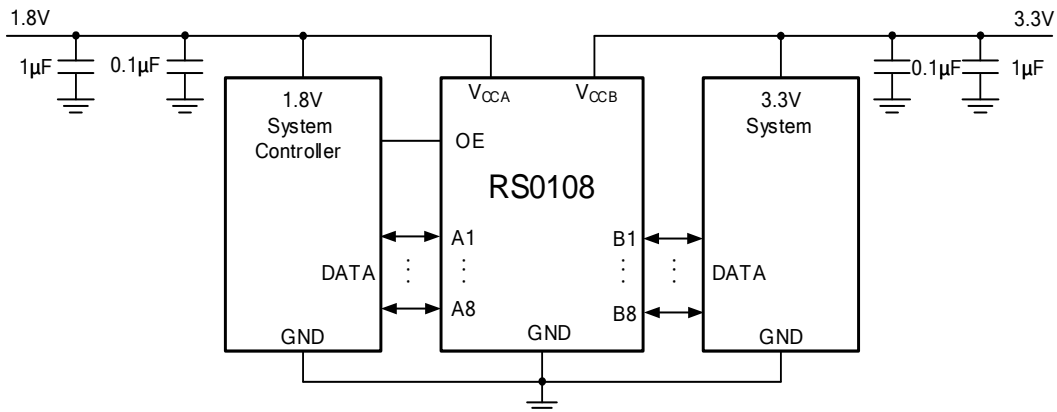 1.8V
3.3V
1μF
0.1μF
0.1μF
1μF
1.8V
System
Controller
DATA
GND
VCCA
VCCB
OE
RS0108
A1
A8
B1
B8
GND
3.3V
System
DATA
GND